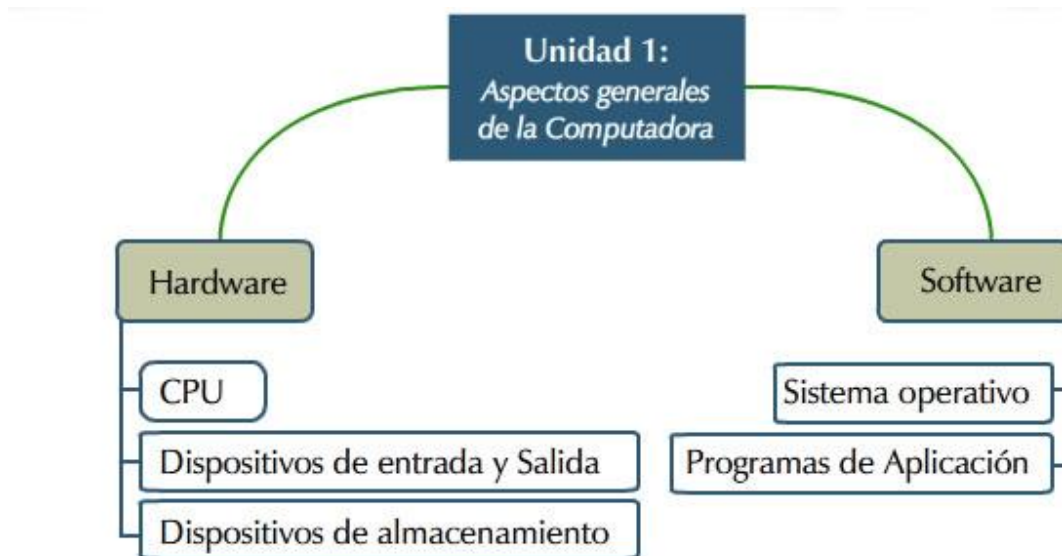 Unidad 1:
Aspectos generales
de la Computadora
Hardware
CPU
Dispositivos de entrada y Salida
Dispositivos de almacenamiento
Software
Sistema operativo
Programas de Aplicación